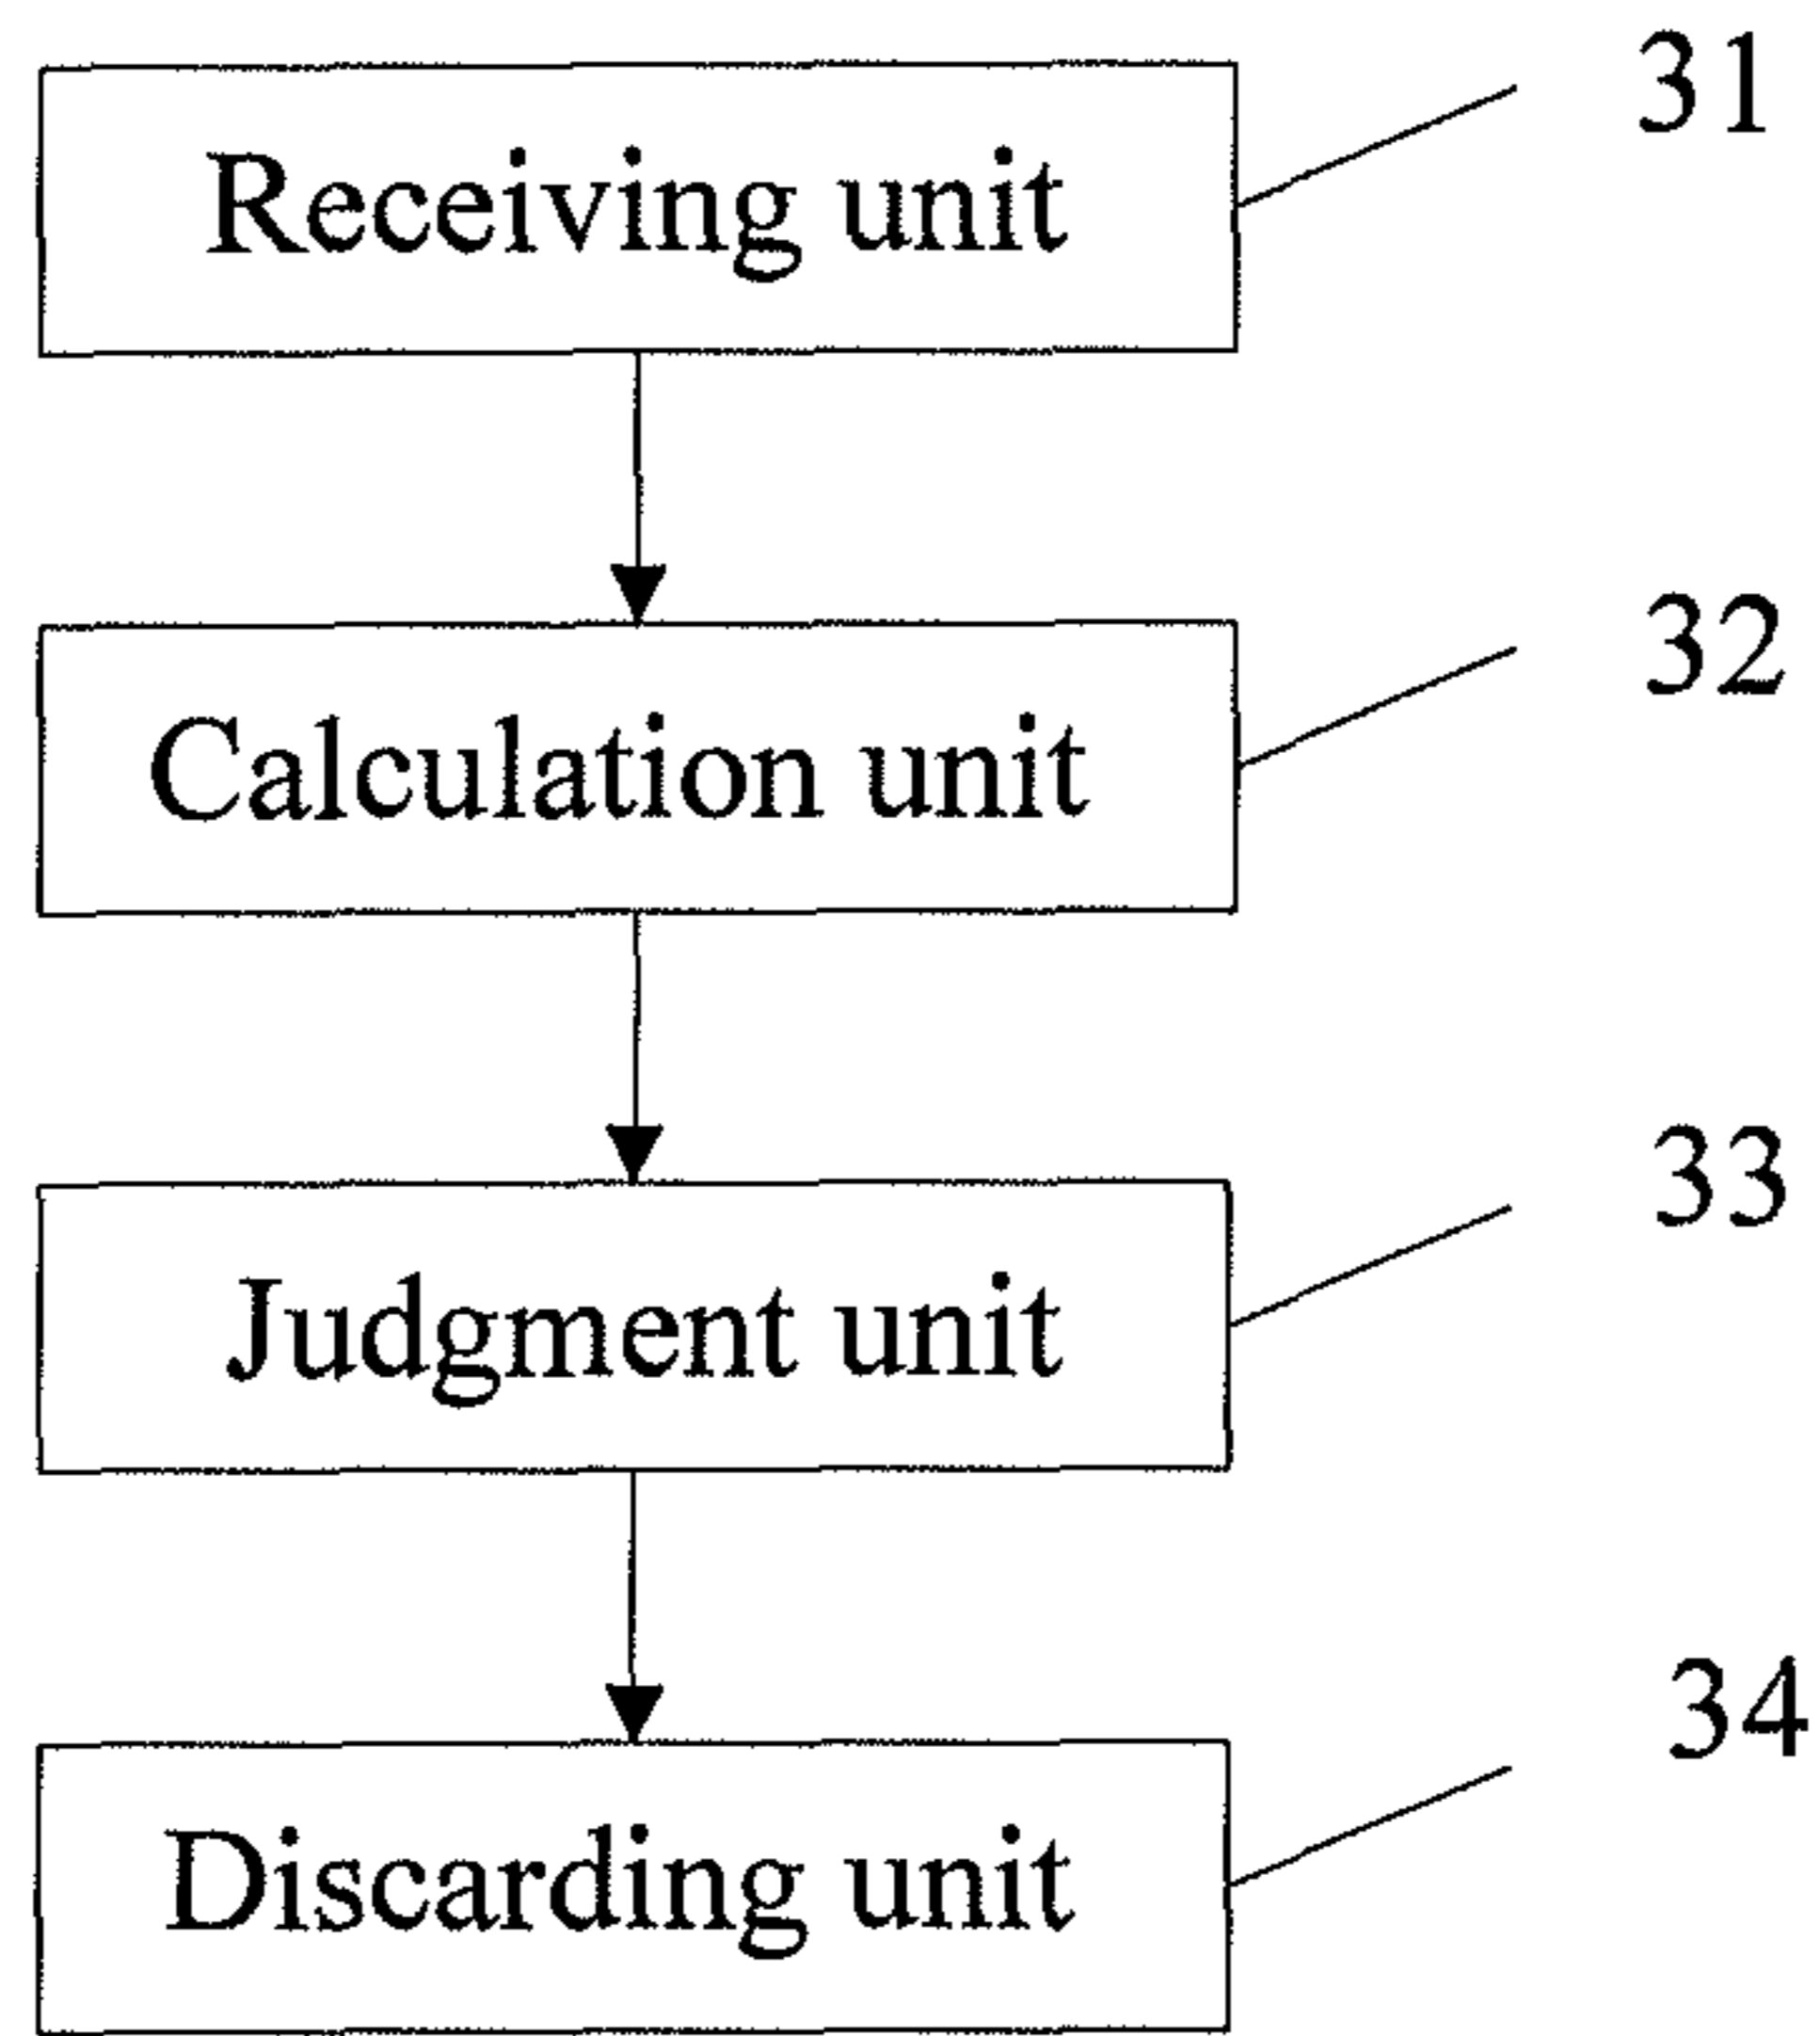 Receiving unit
31
Calculation unit
32
Judgment unit
33
Discarding unit
34